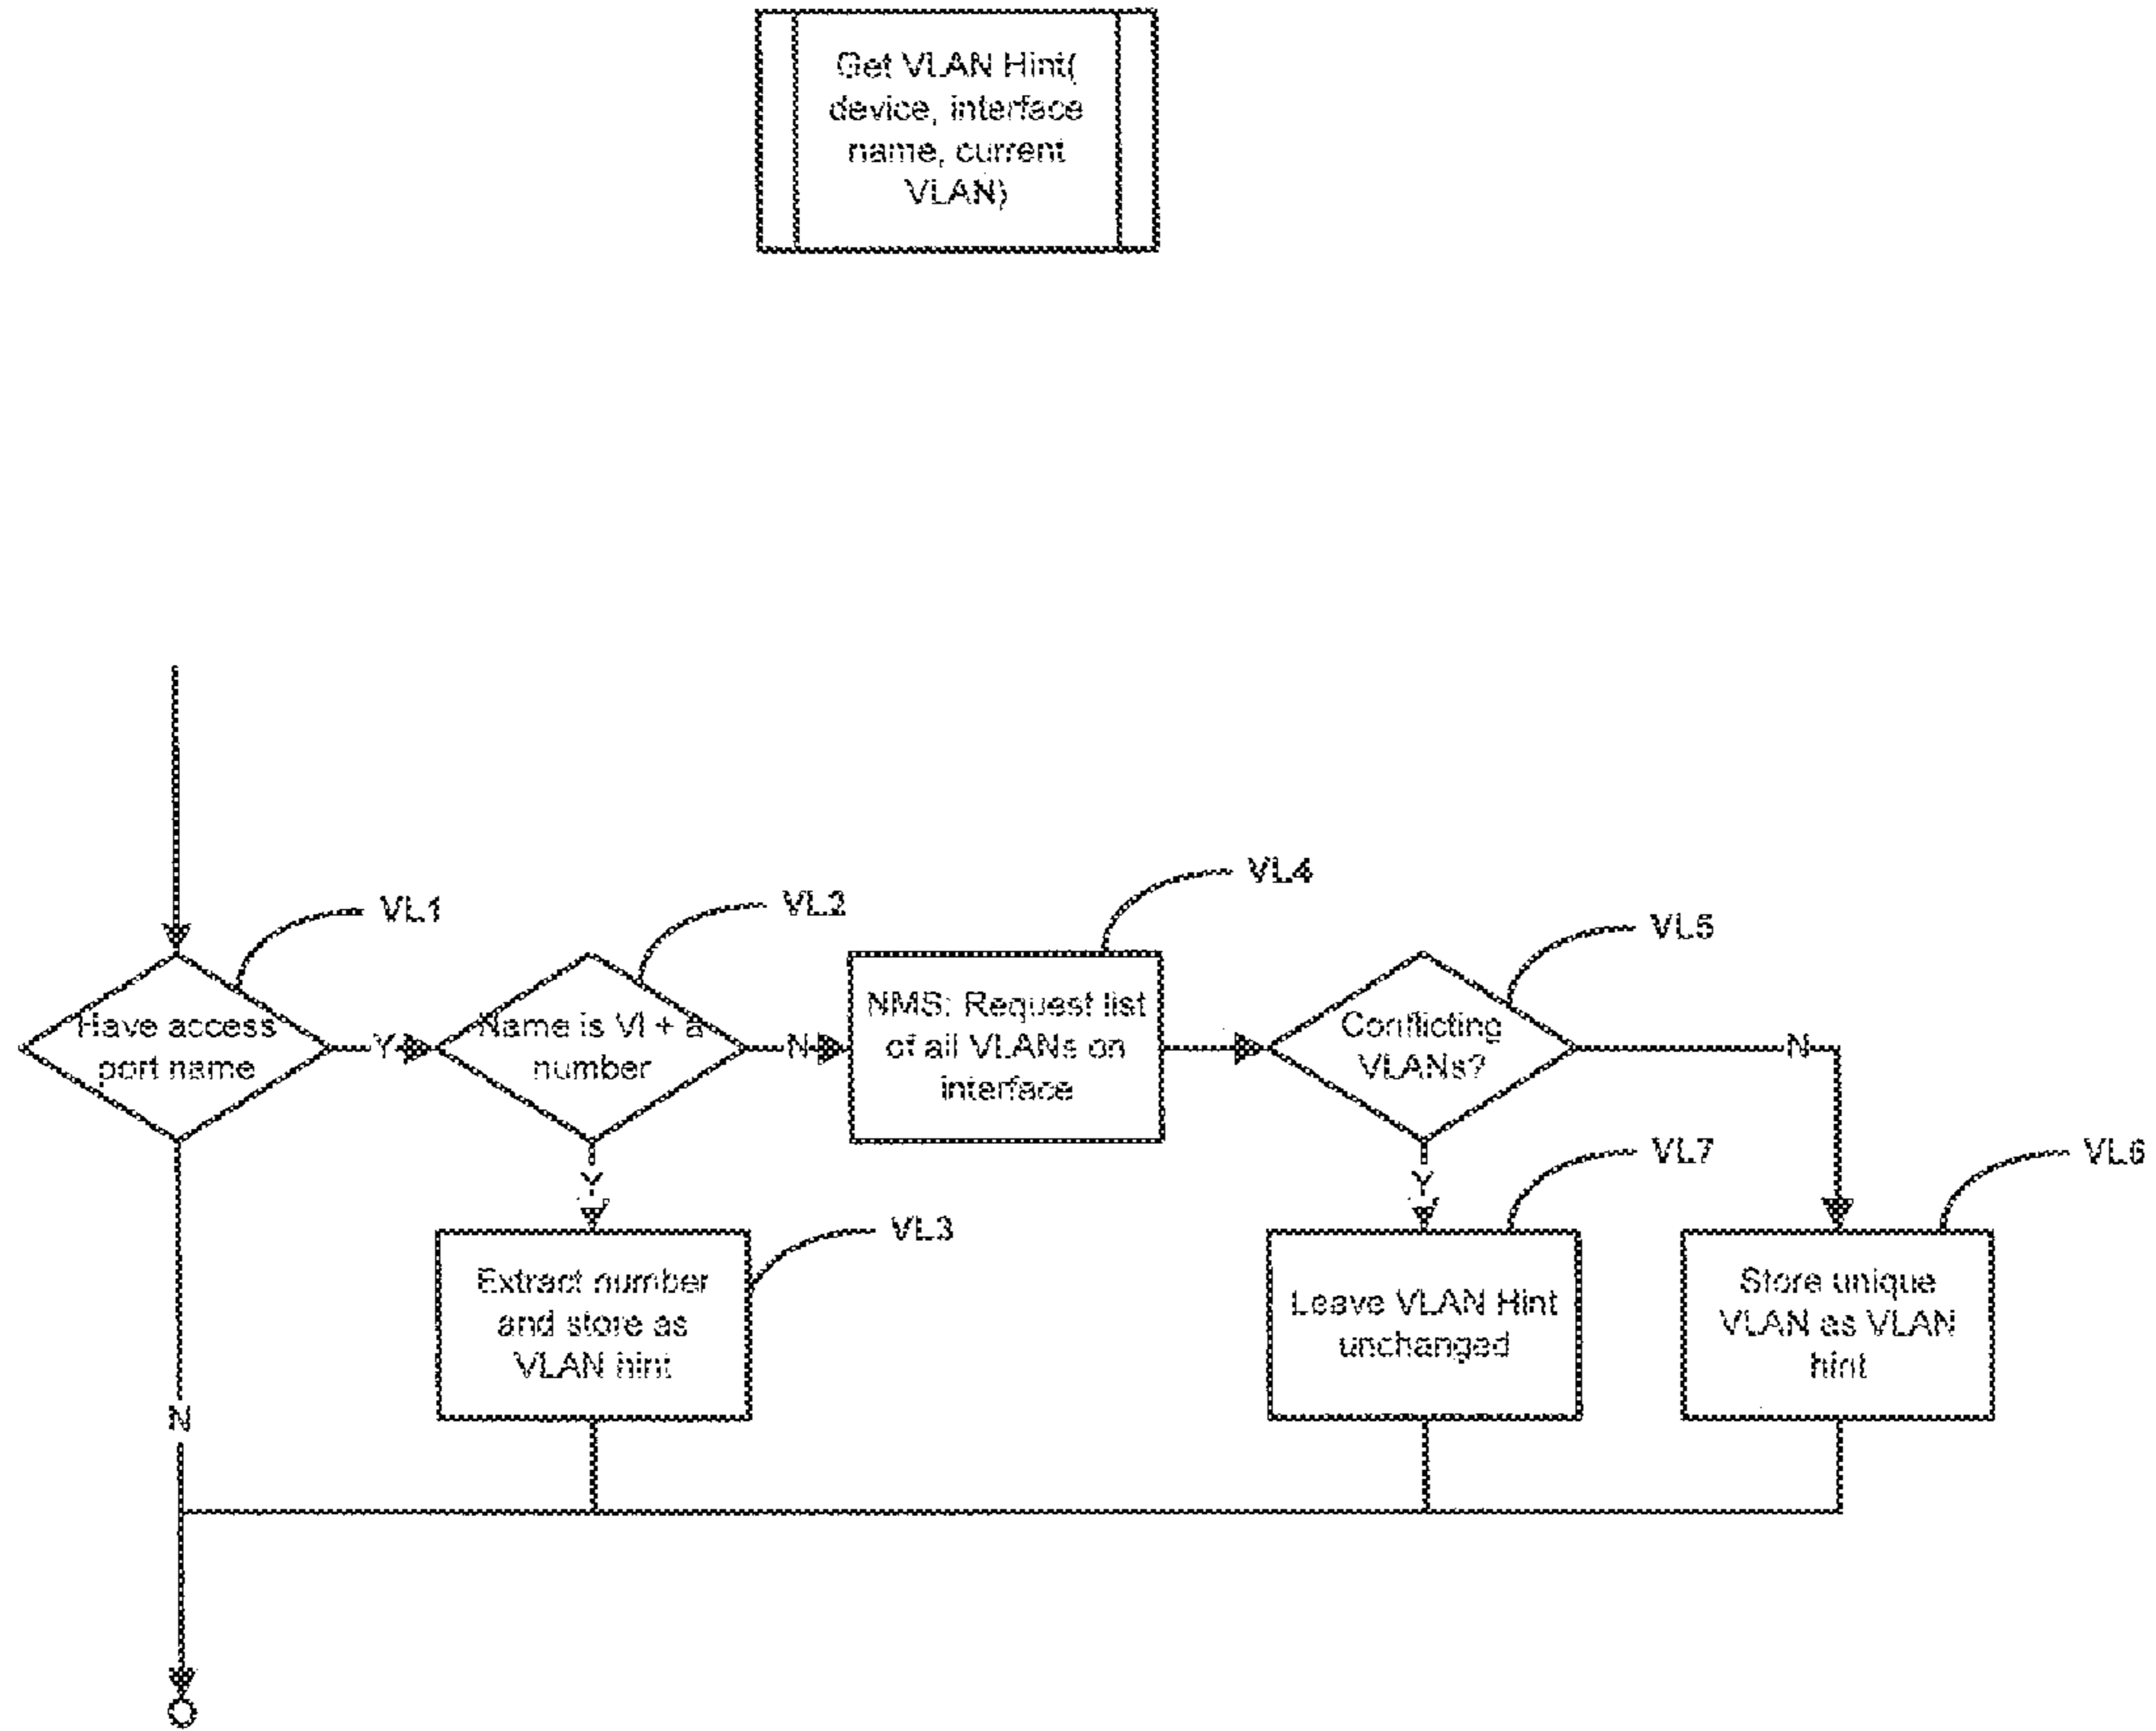 Get VLAN Hint(
device, interface
name, current
VLAN)
VL1
VL2
VL4
VL5
Have access
port name
Y
Name is Vl + a
number
N
NMS: Request list
of all VLANs on
interface
Conflicting
VLANs?
N
Y
Y
VL3
VL7
VL6
Extract number
and store as
VLAN hint
Leave VLAN Hint
unchanged
Store unique
VLAN as VLAN
hint
N